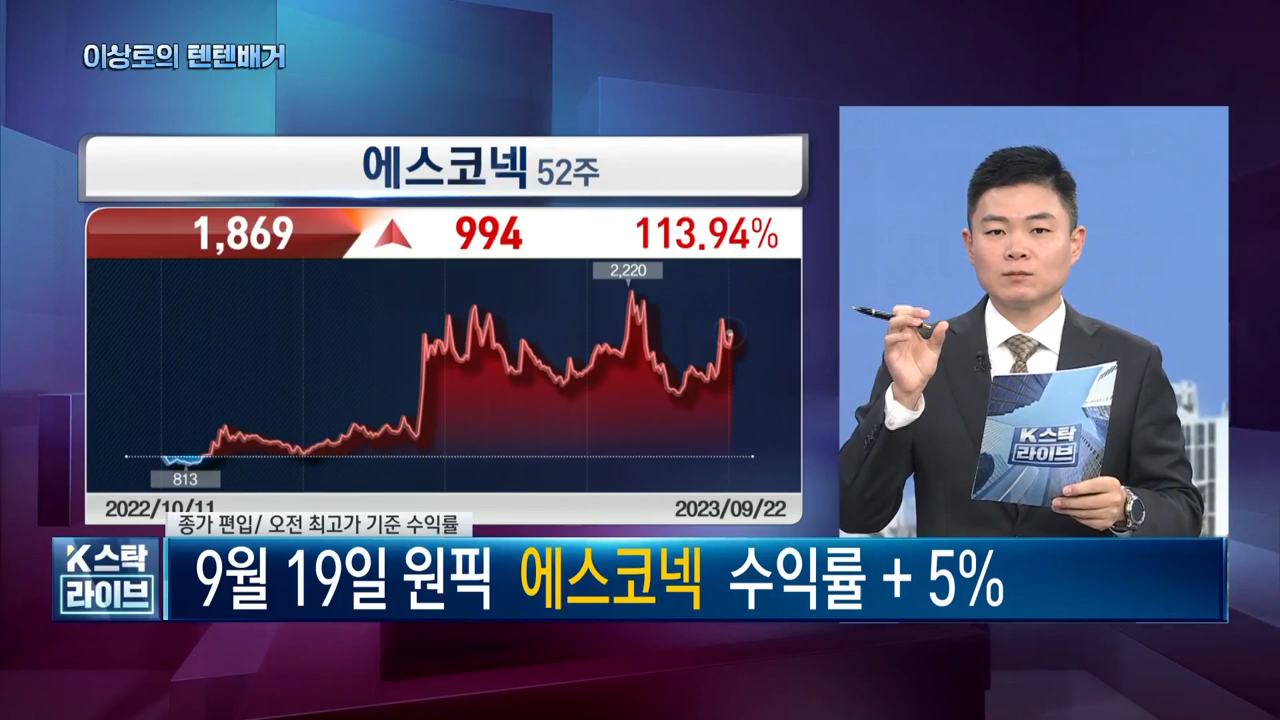 이상로의 텐텐배거
에스코넥 52주
1,869 994 113.94%
2,220
813
2022/10/11 2023/09/22
종가 편입/ 오전 최고가 기준 수익률
K스탁
라이브
9월 19일 원픽 에스코넥 수익률 + 5%
K스탁
라이브